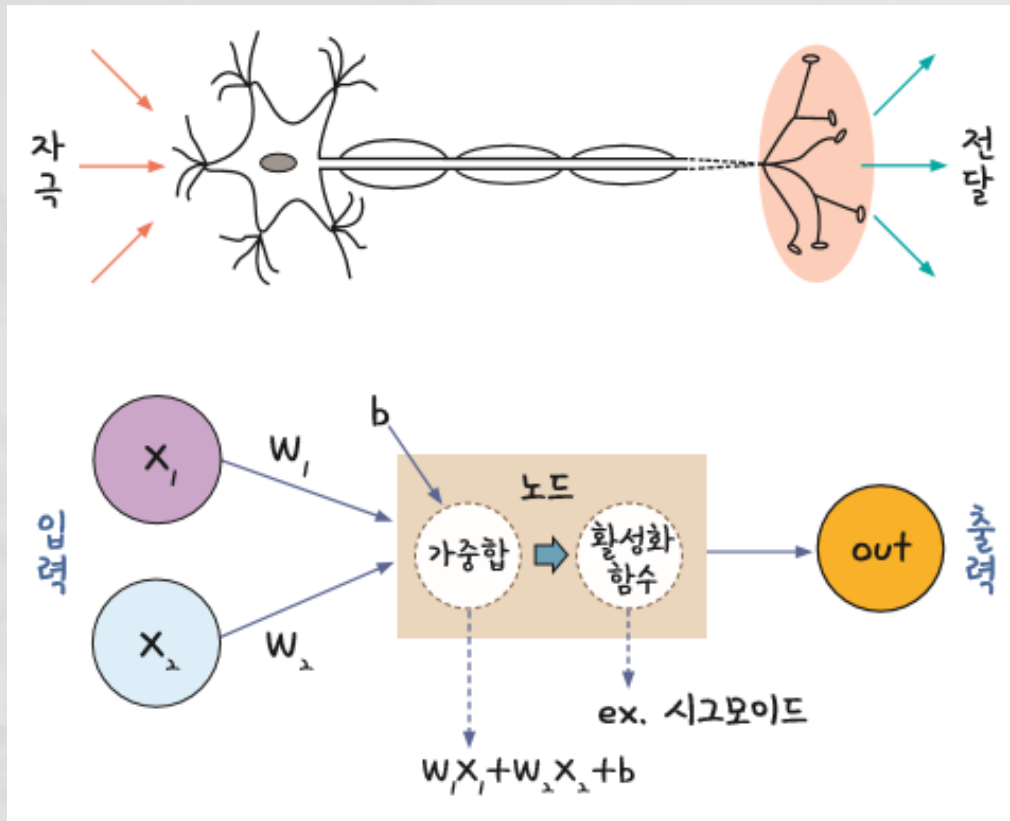 자극
전달
b
X₁
W₁
노드
입력
가중합
활성화
함수
out
출력
X₂
W₂
ex. 시그모이드
W₁X₁+W₂X₂+b